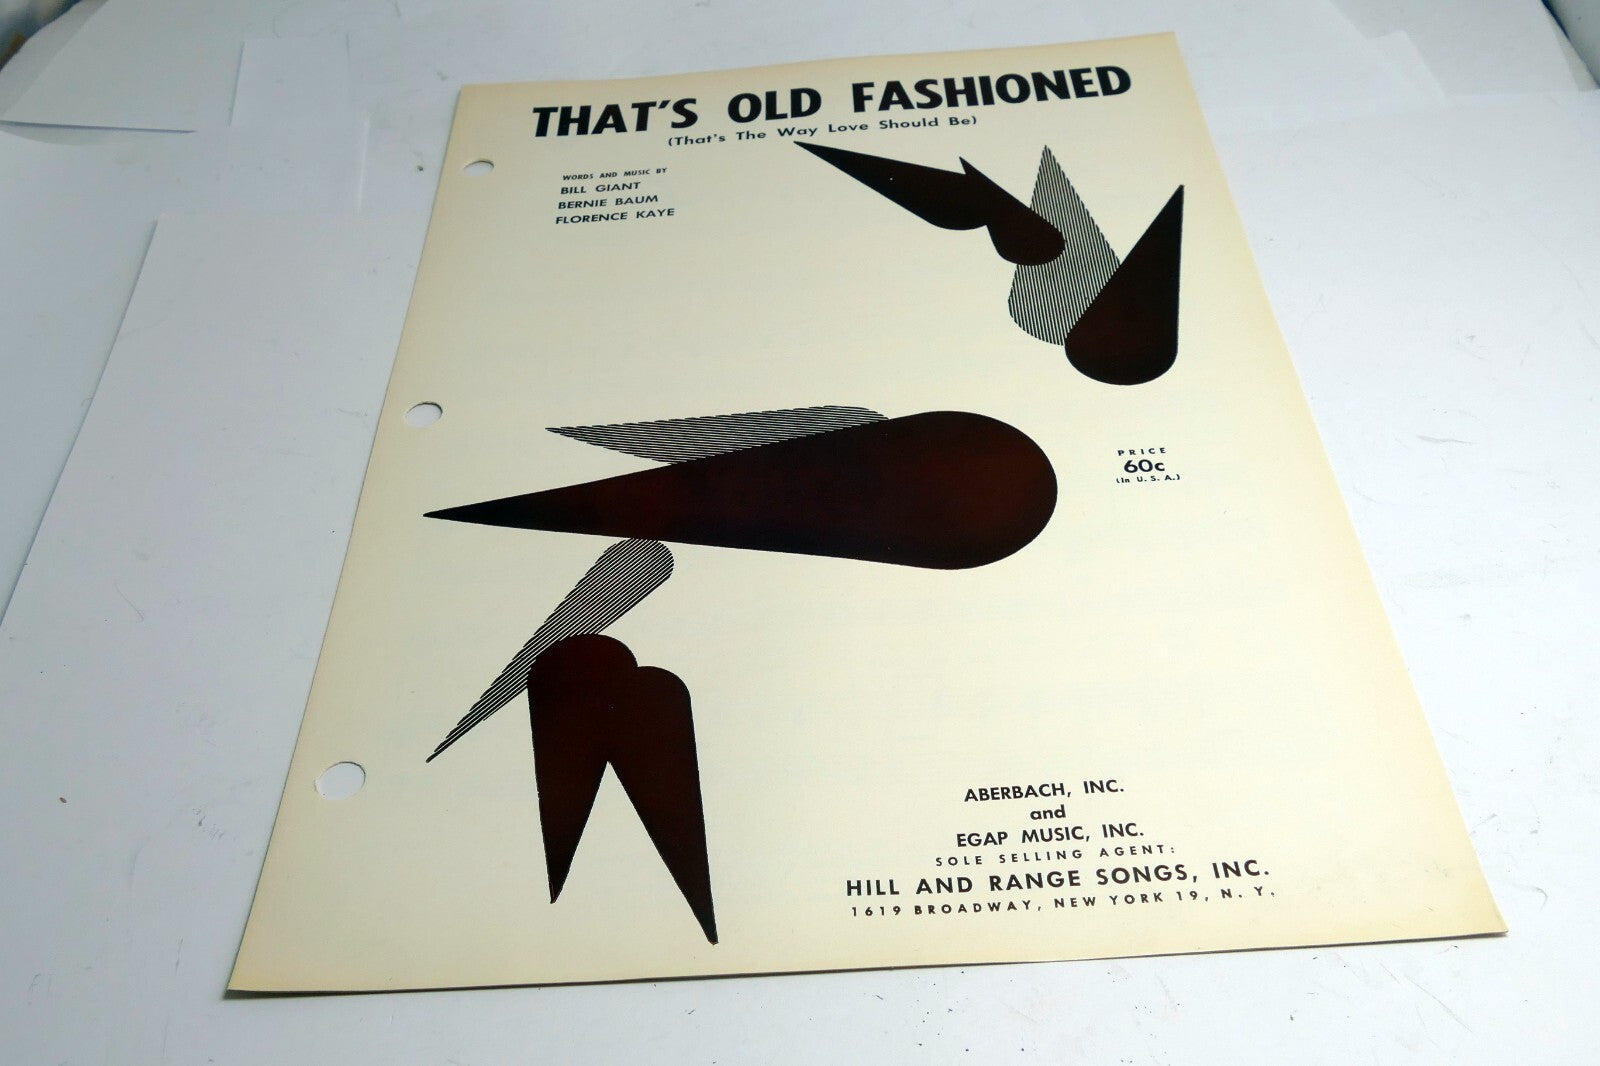 THAT'S OLD FASHIONED
(That's The Way Love Should Be)
WORDS AND MUSIC BY
BILL GIANT
BERNIE BAUM
FLORENCE KAYE
PRICE
60c
(In U. S. A.)
ABERBACH, INC.
and
EGAP MUSIC, INC.
SOLE SELLING AGENT:
HILL AND RANGE SONGS, INC.
1619 BROADWAY, NEW YORK 19, N. Y.